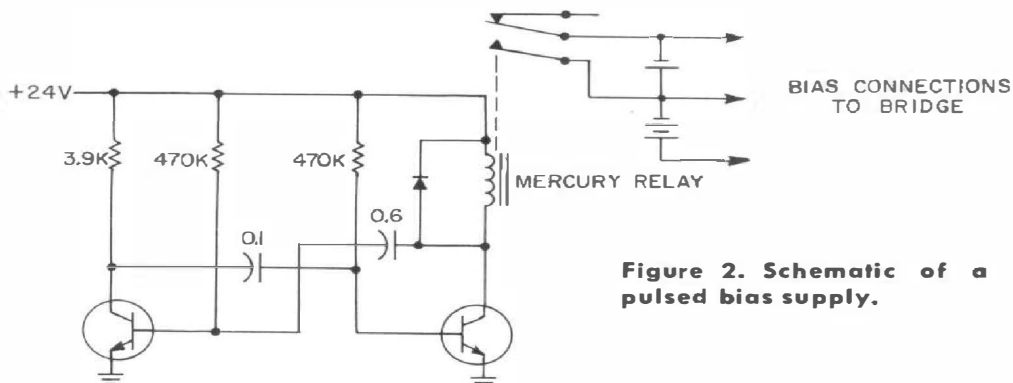 +24V
BIAS CONNECTIONS
TO BRIDGE
3.9K
470K
470K
MERCURY RELAY
0.6
0.1
Figure 2. Schematic of a
pulsed bias supply.